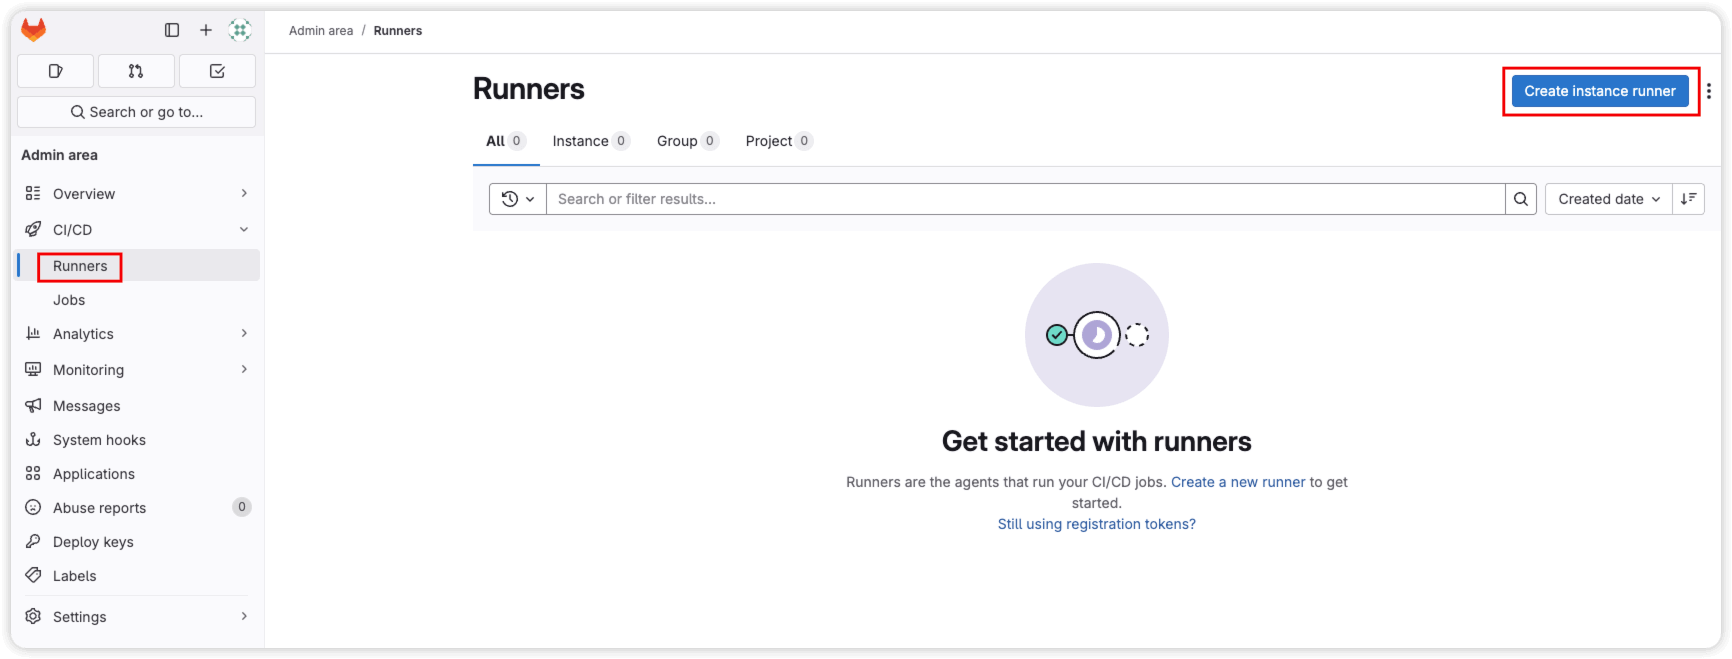 Admin area / Runners
Search or go to...
Admin area
Overview
CI/CD
Runners
Jobs
Analytics
Monitoring
Messages
System hooks
Applications
Abuse reports 0
Deploy keys
Labels
Settings
Runners
Create instance runner
All 0 Instance 0 Group 0 Project 0
Search or filter results...
Created date
Get started with runners
Runners are the agents that run your CI/CD jobs. Create a new runner to get
started.
Still using registration tokens?